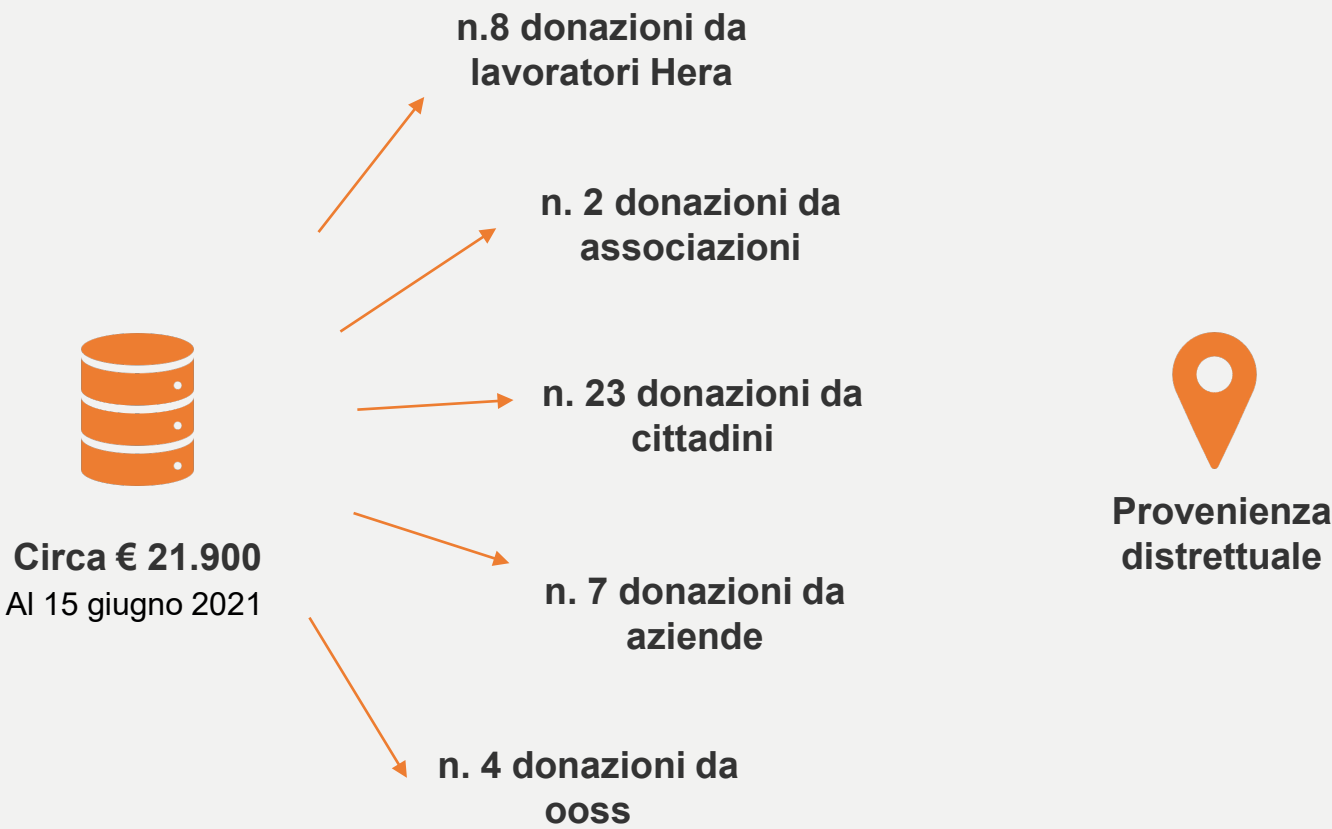 n.8 donazioni da
lavoratori Hera
n. 2 donazioni da
associazioni
n. 23 donazioni da
cittadini
n. 7 donazioni da
aziende
n. 4 donazioni da
ooss
Circa € 21.900
Al 15 giugno 2021
Provenienza
distrettuale